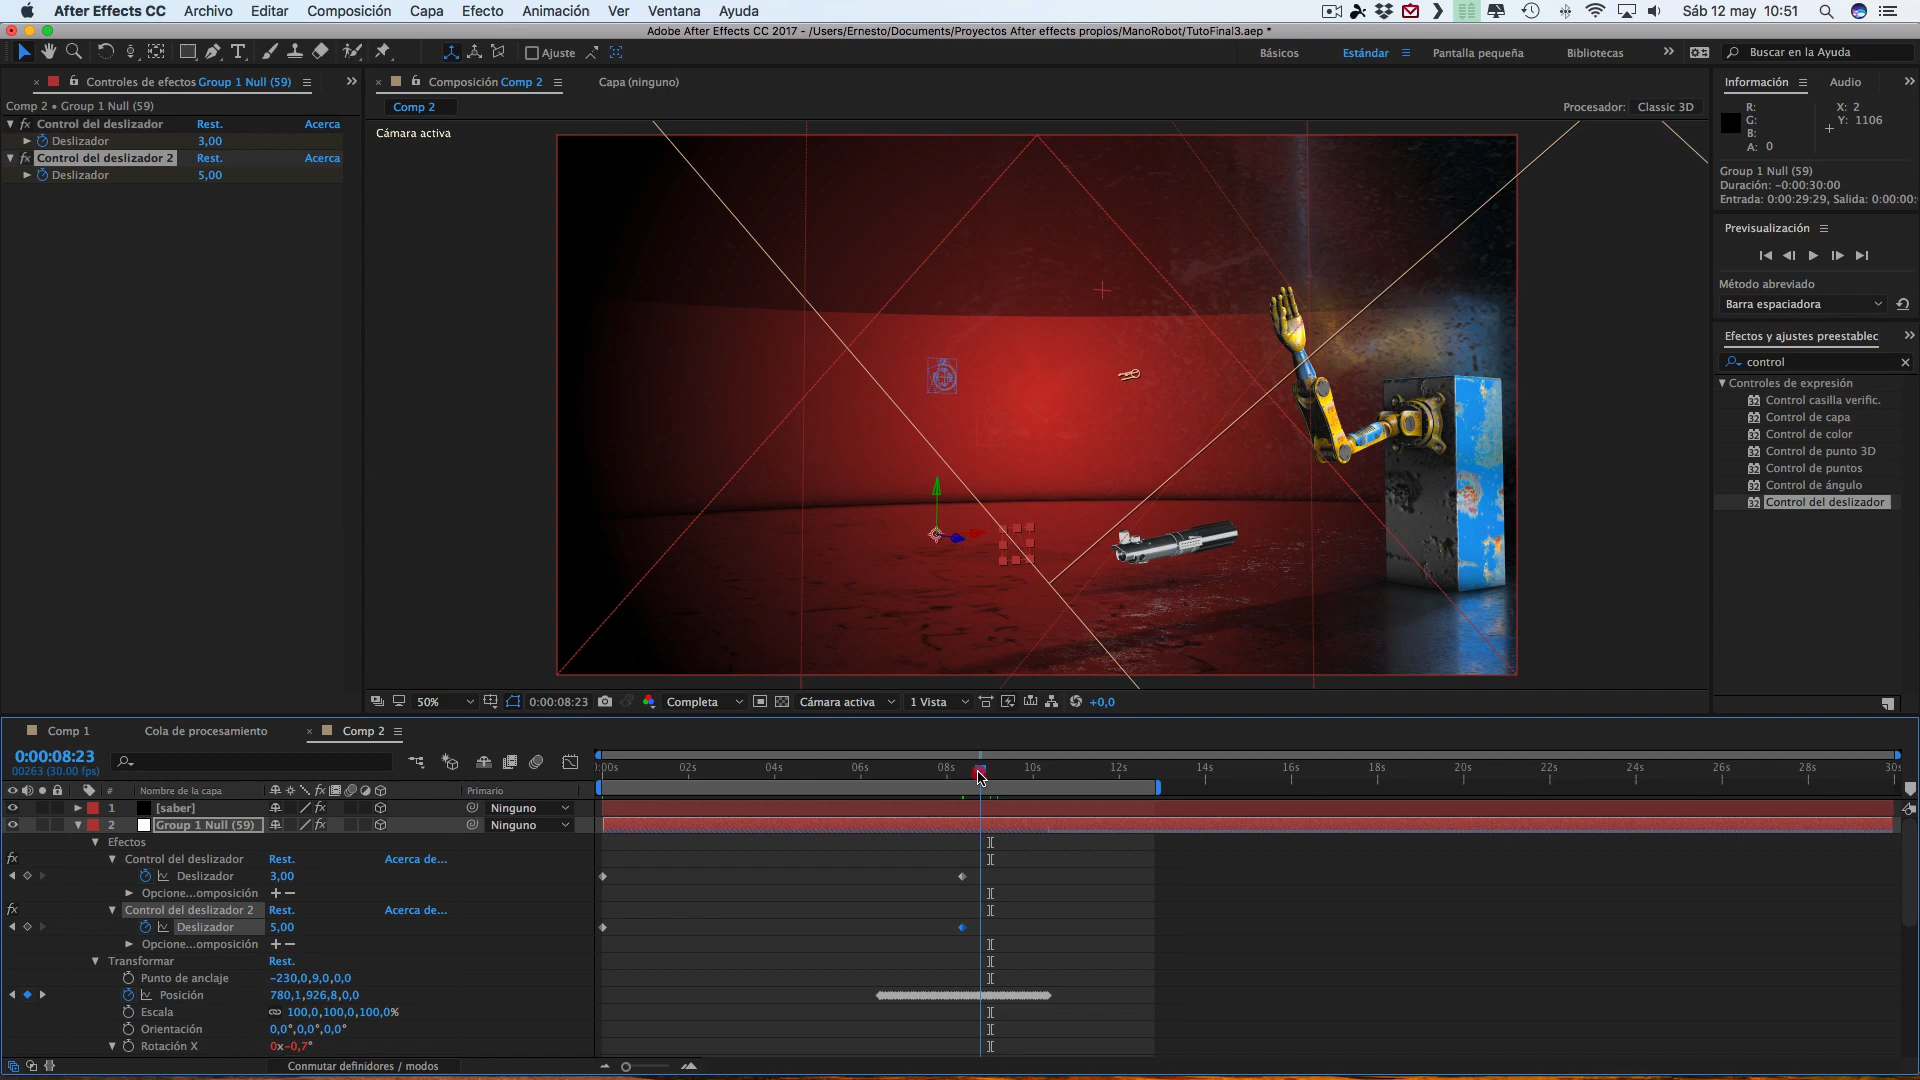 After Effects CC Archivo Editar Composición Capa Efecto Animación Ver Ventana Ayuda Sáb 12 may 10:51
Adobe After Effects CC 2017 - /Users/Ernesto/Documents/Proyectos After effects propios/ManoRobot/TutoFinal3.aep *
Ajuste Básicos Estándar Pantalla pequeña Bibliotecas Buscar en la Ayuda
Controles de efectos Group 1 Null (59) Composición Comp 2 Capa (ninguno) Información Audio
Comp 2 • Group 1 Null (59) Comp 2 Procesador: Classic 3D
R: X: 2
G: Y: 1106
B:
A: 0
Control del deslizador Rest. Acerca
Deslizador 3,00
Control del deslizador 2 Rest. Acerca
Deslizador 5,00
Cámara activa
Group 1 Null (59)
Duración: -0:00:30:00
Entrada: 0:00:29:29, Salida: 0:00:00:
Previsualización
Método abreviado
Barra espaciadora
Efectos y ajustes preestablec
control
Controles de expresión
Control casilla verific.
Control de capa
Control de color
Control de punto 3D
Control de puntos
Control de ángulo
Control del deslizador
50% 0:00:08:23 Completa Cámara activa 1 Vista +0,0
Comp 1 Cola de procesamiento Comp 2
0:00:08:23
00263 (30.00 fps)
:00s 02s 04s 06s 08s 10s 12s 14s 16s 18s 20s 22s 24s 26s 28s 30s
# Nombre de la capa Primario
1 [saber] Ninguno
2 Group 1 Null (59) Ninguno
Efectos
Control del deslizador Rest. Acerca de...
Deslizador 3,00
Opcione...omposición
Control del deslizador 2 Rest. Acerca de...
Deslizador 5,00
Opcione...omposición
Transformar Rest.
Punto de anclaje -230,0,9,0,0,0
Posición 780,1,926,8,0,0
Escala 100,0,100,0,100,0%
Orientación 0,0°,0,0°,0,0°
Rotación X 0x-0,7°
Conmutar definidores / modos